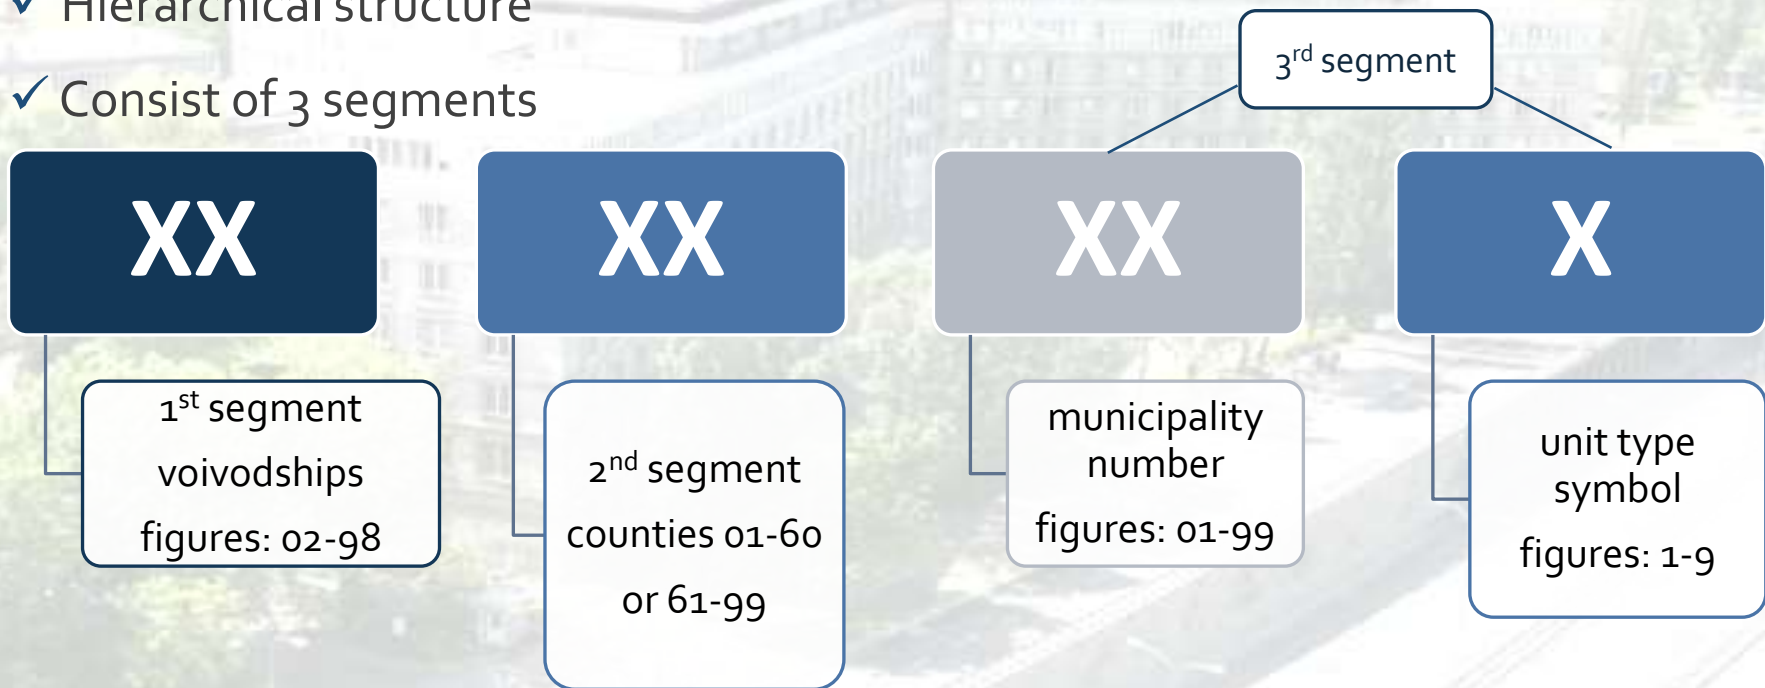 Hierarchical structure
Consist of 3 segments
3rd segment
XX
XX
XX
X
1st segment
voivodships
figures: 02-98
2nd segment
counties 01-60
or 61-99
municipality
number
figures: 01-99
unit type
symbol
figures: 1-9